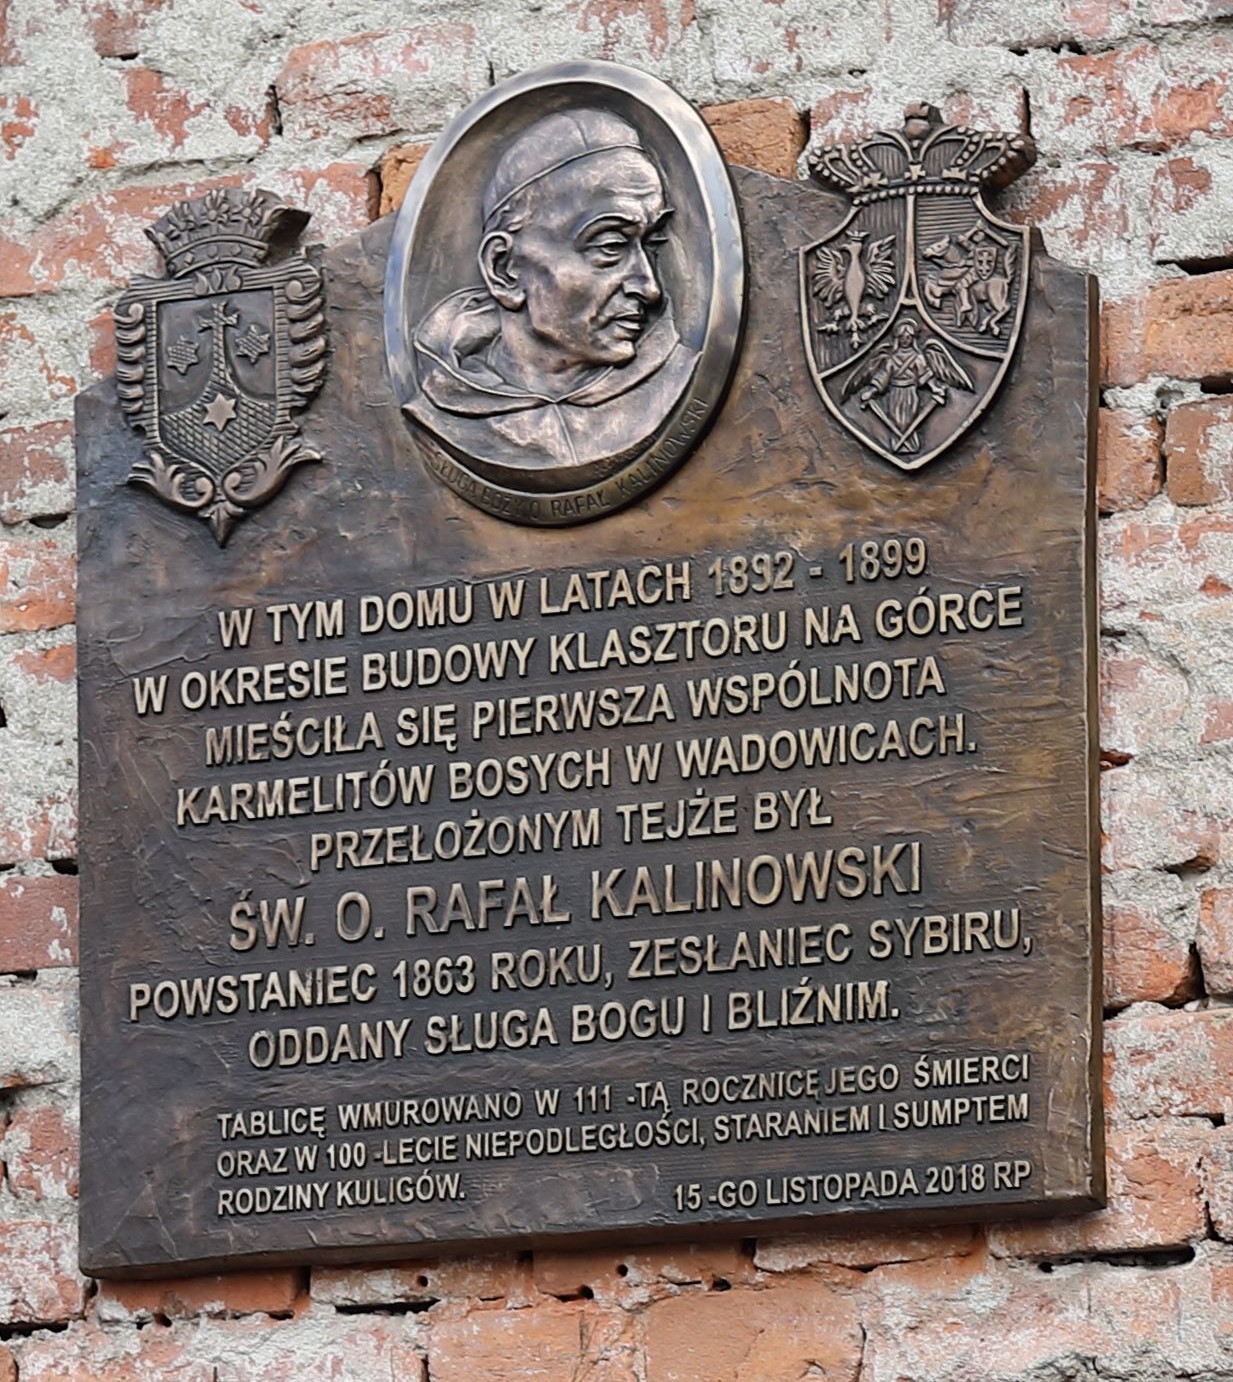 SŁUGA BOŻY O. RAFAŁ KALINOWSKI
W TYM DOMU W LATACH 1892 - 1899
W OKRESIE BUDOWY KLASZTORU NA GÓRCE
MIEŚCIŁA SIĘ PIERWSZA WSPÓLNOTA
KARMELITÓW BOSYCH W WADOWICACH.
PRZEŁOŻONYM TEJŻE BYŁ
ŚW. O. RAFAŁ KALINOWSKI
POWSTANIEC 1863 ROKU, ZESŁANIEC SYBIRU,
ODDANY SŁUGA BOGU I BLIŹNIM.
TABLICĘ WMUROWANO W 111 -TĄ ROCZNICĘ JEGO ŚMIERCI
ORAZ W 100 -LECIE NIEPODLEGŁOŚCI, STARANIEM I SUMPTEM
RODZINY KULIGÓW. 15 -GO LISTOPADA 2018 RP